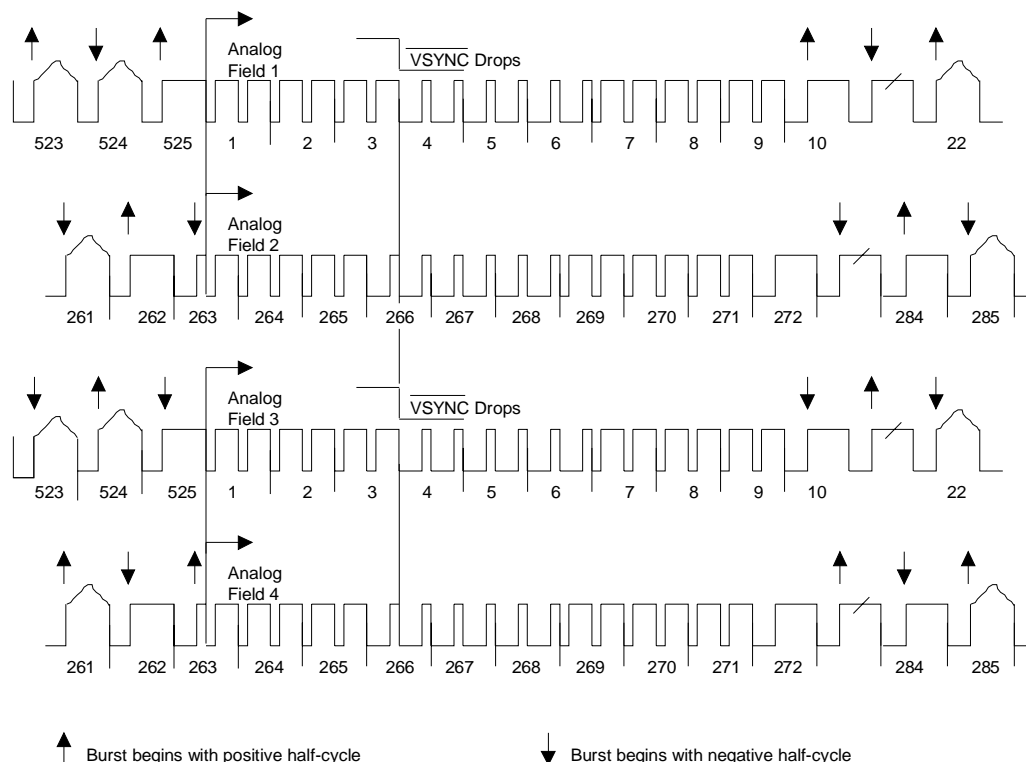 Analog
Field 1
VSYNC Drops
523 524 525 1 2 3 4 5 6 7 8 9 10 22
Analog
Field 2
261 262 263 264 265 266 267 268 269 270 271 272 284 285
Analog
Field 3
VSYNC Drops
523 524 525 1 2 3 4 5 6 7 8 9 10 22
Analog
Field 4
261 262 263 264 265 266 267 268 269 270 271 272 284 285
Burst begins with positive half-cycle
Burst begins with negative half-cycle